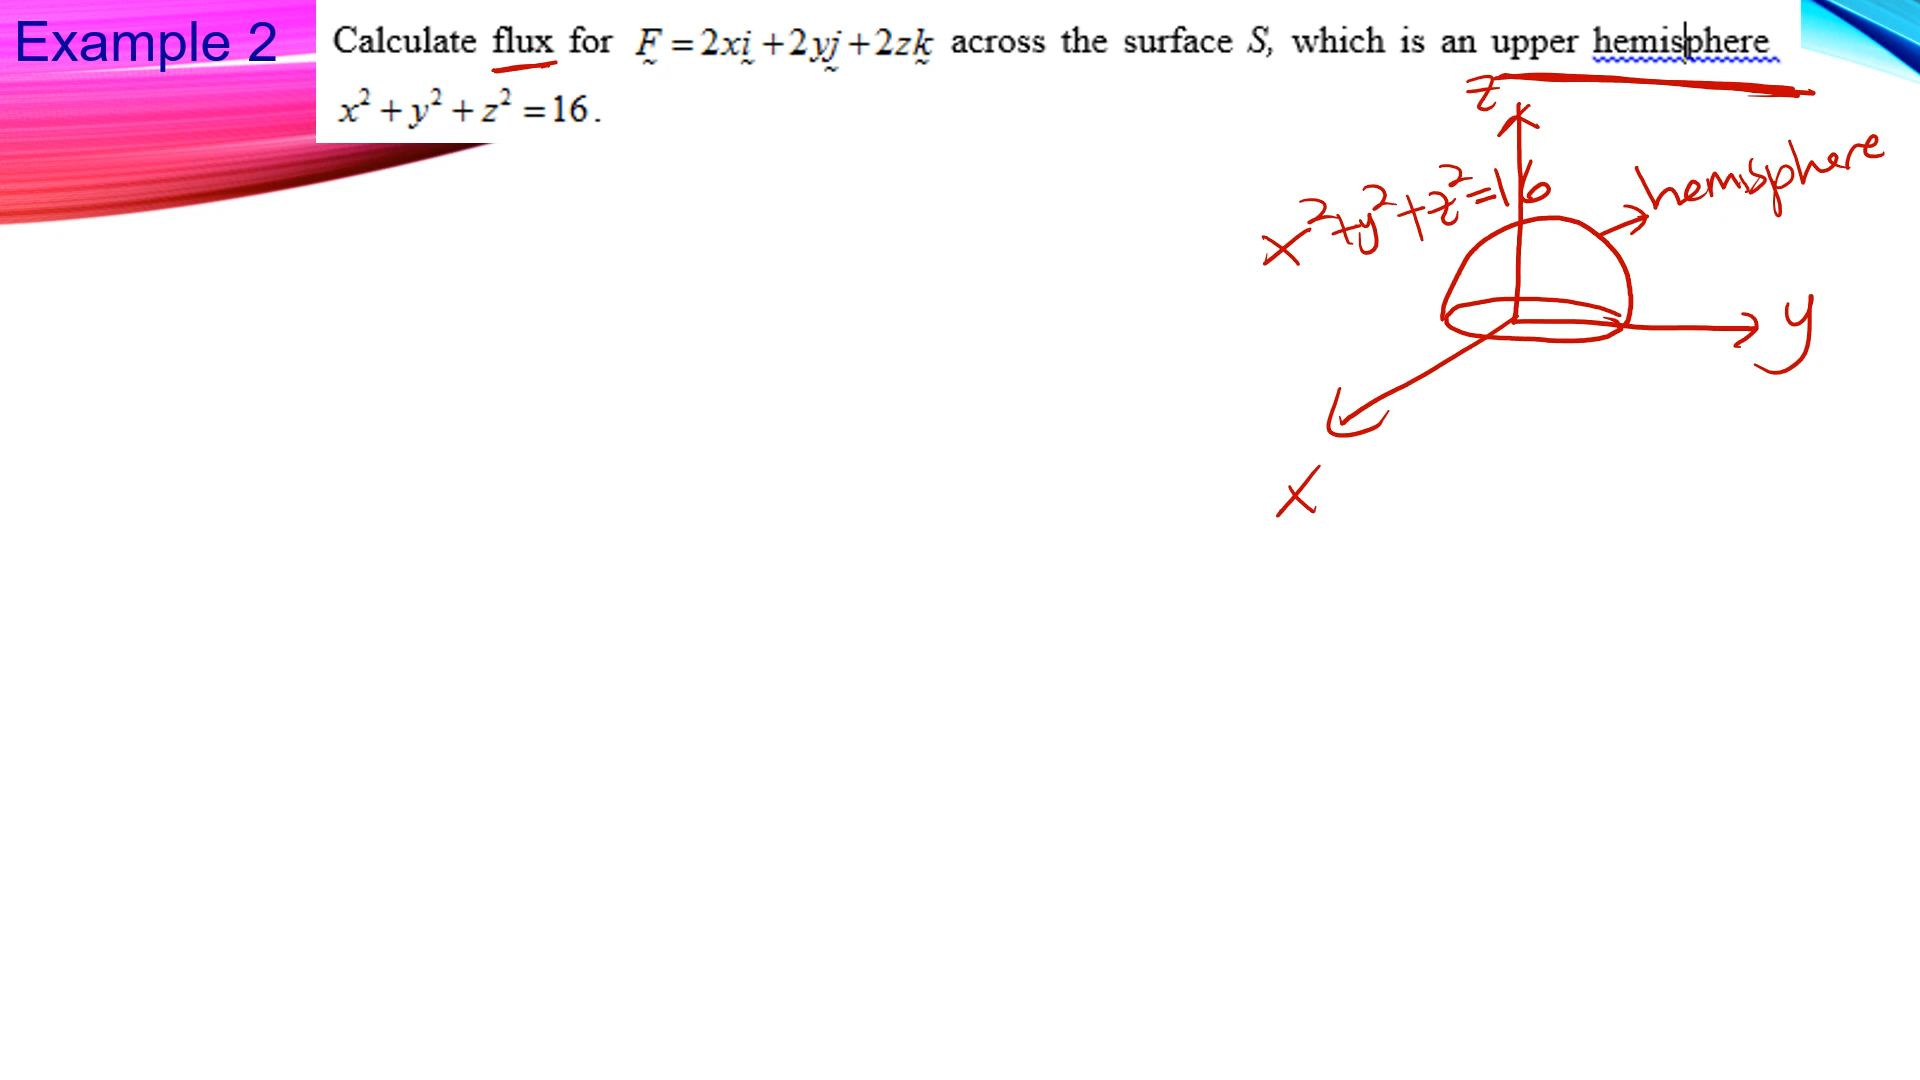 Example 2
Calculate flux for F = 2xi + 2yj + 2zk across the surface S, which is an upper hemisphere
x² + y² + z² = 16.
z
x²+y²+z²=16
hemisphere
y
x